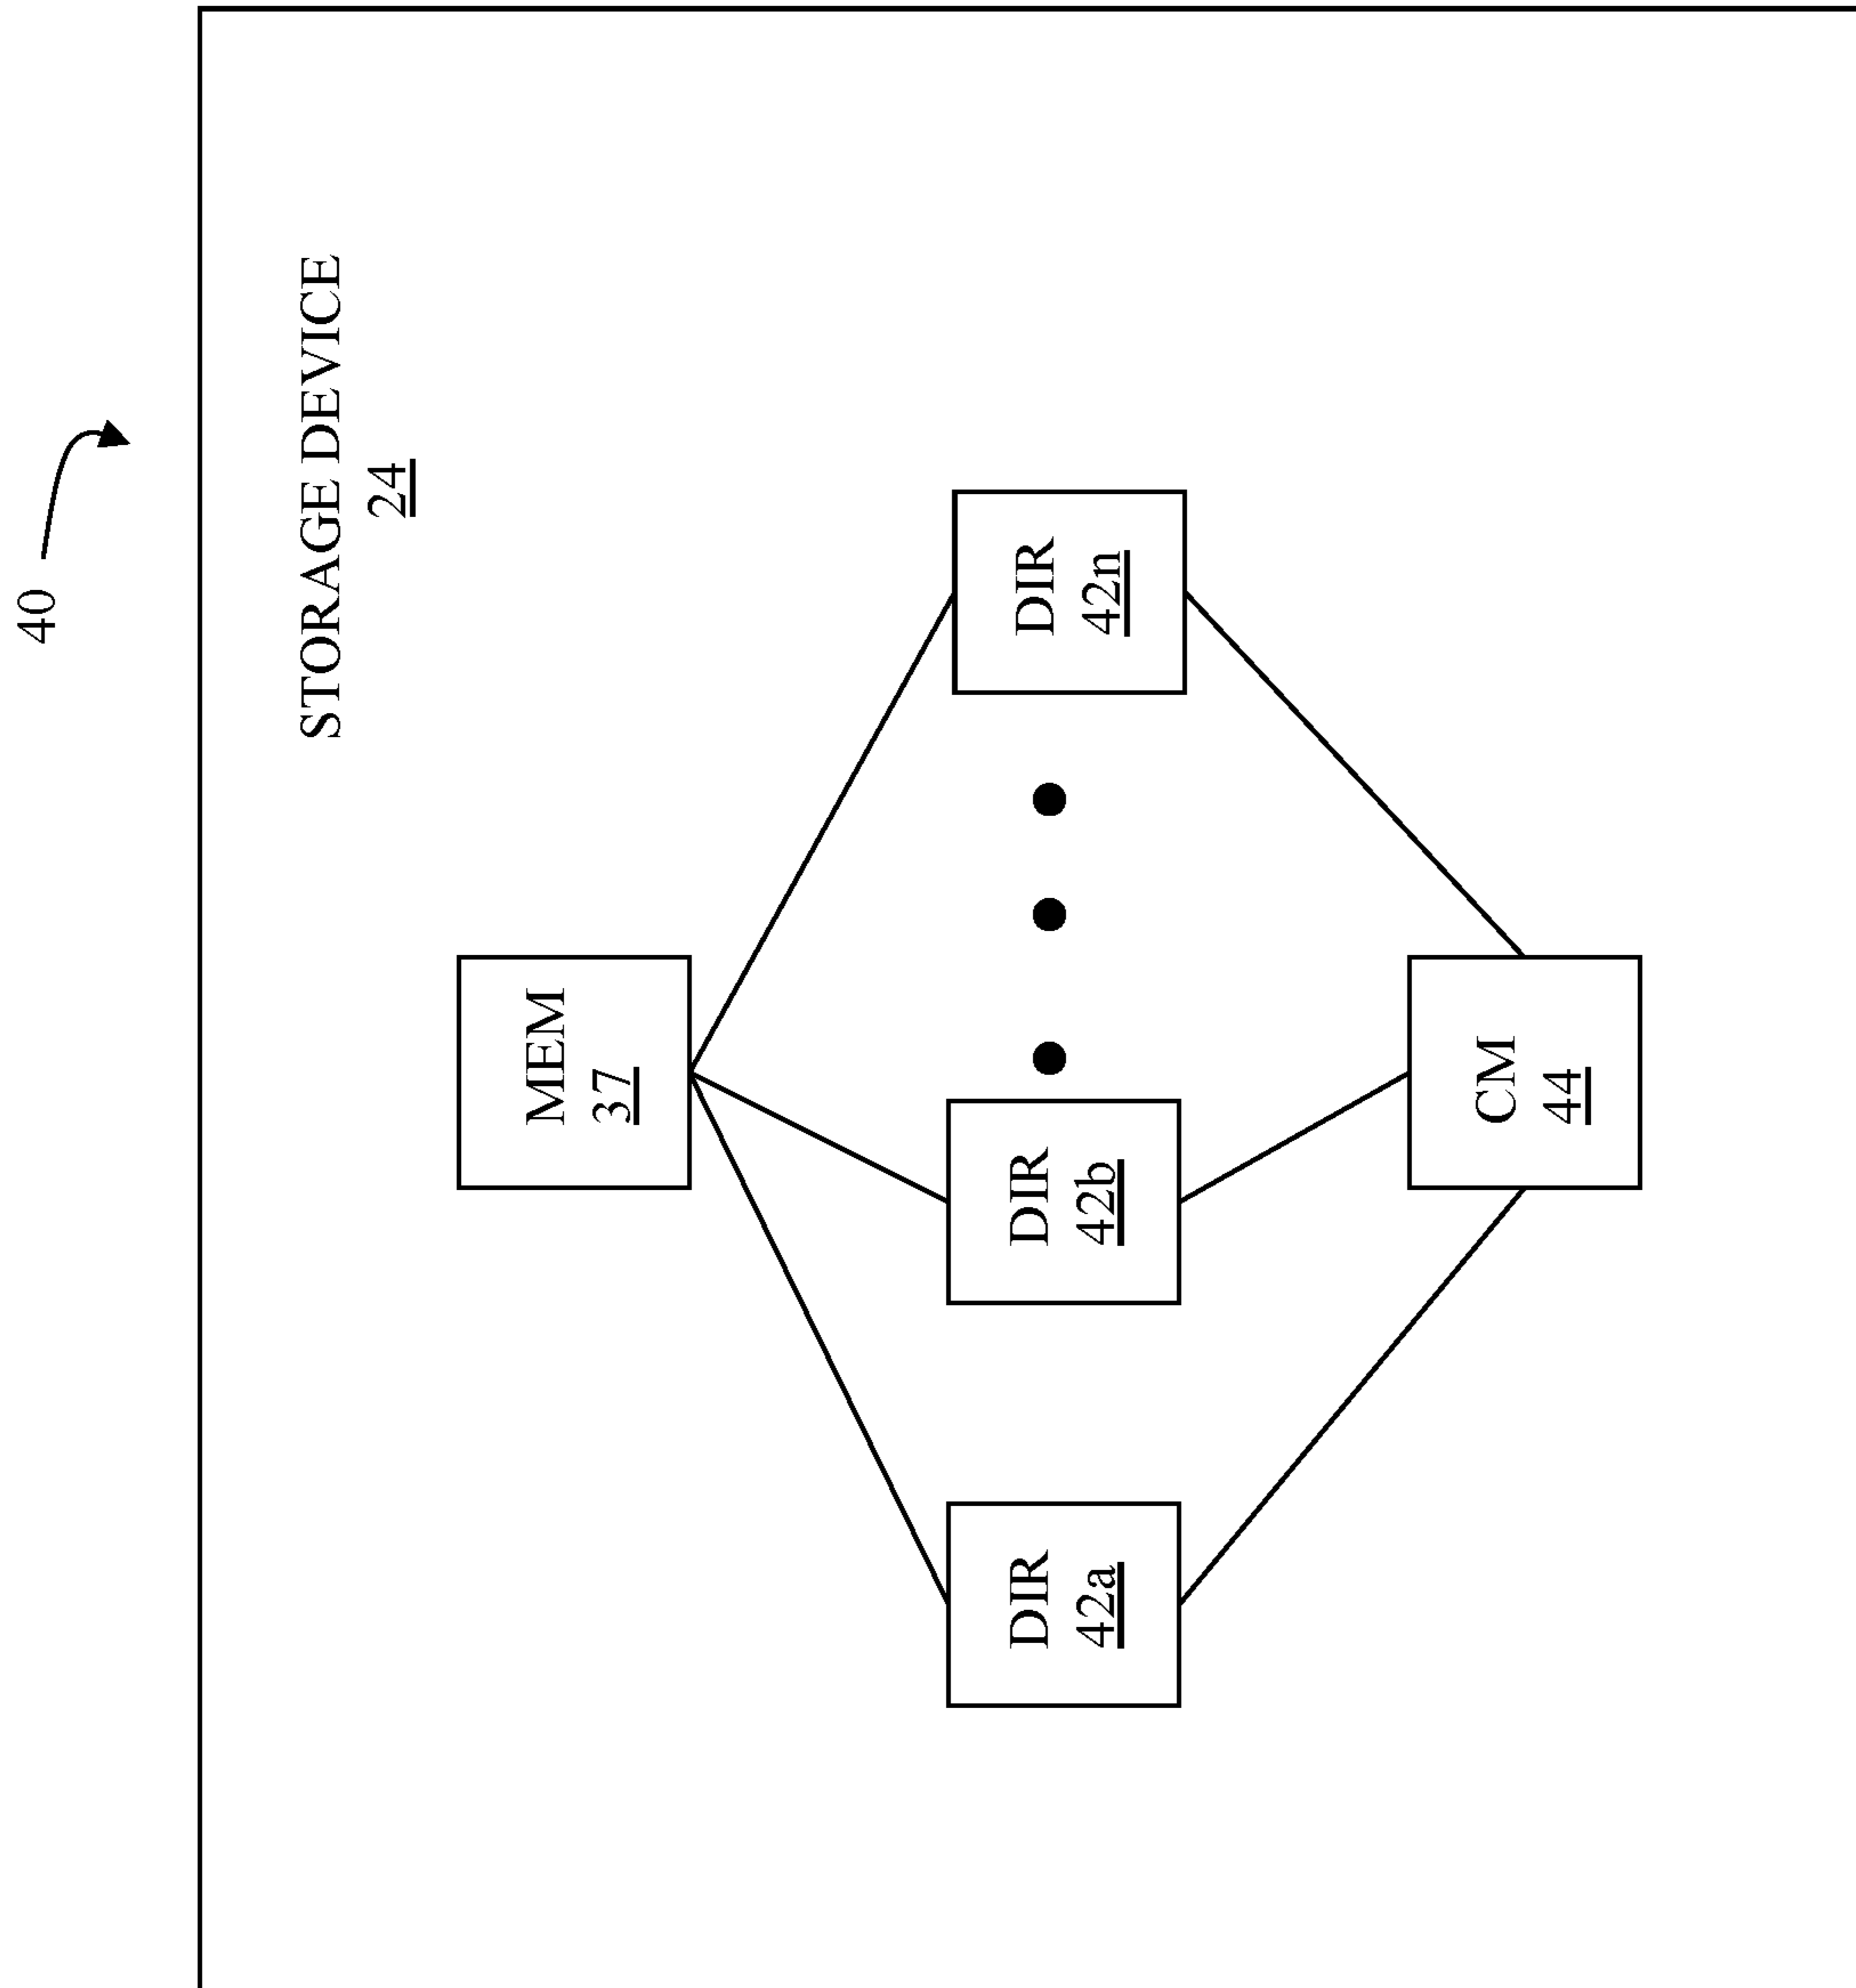 40
STORAGE DEVICE
24
MEM
37
DIR
42a
DIR
42b
DIR
42n
CM
44